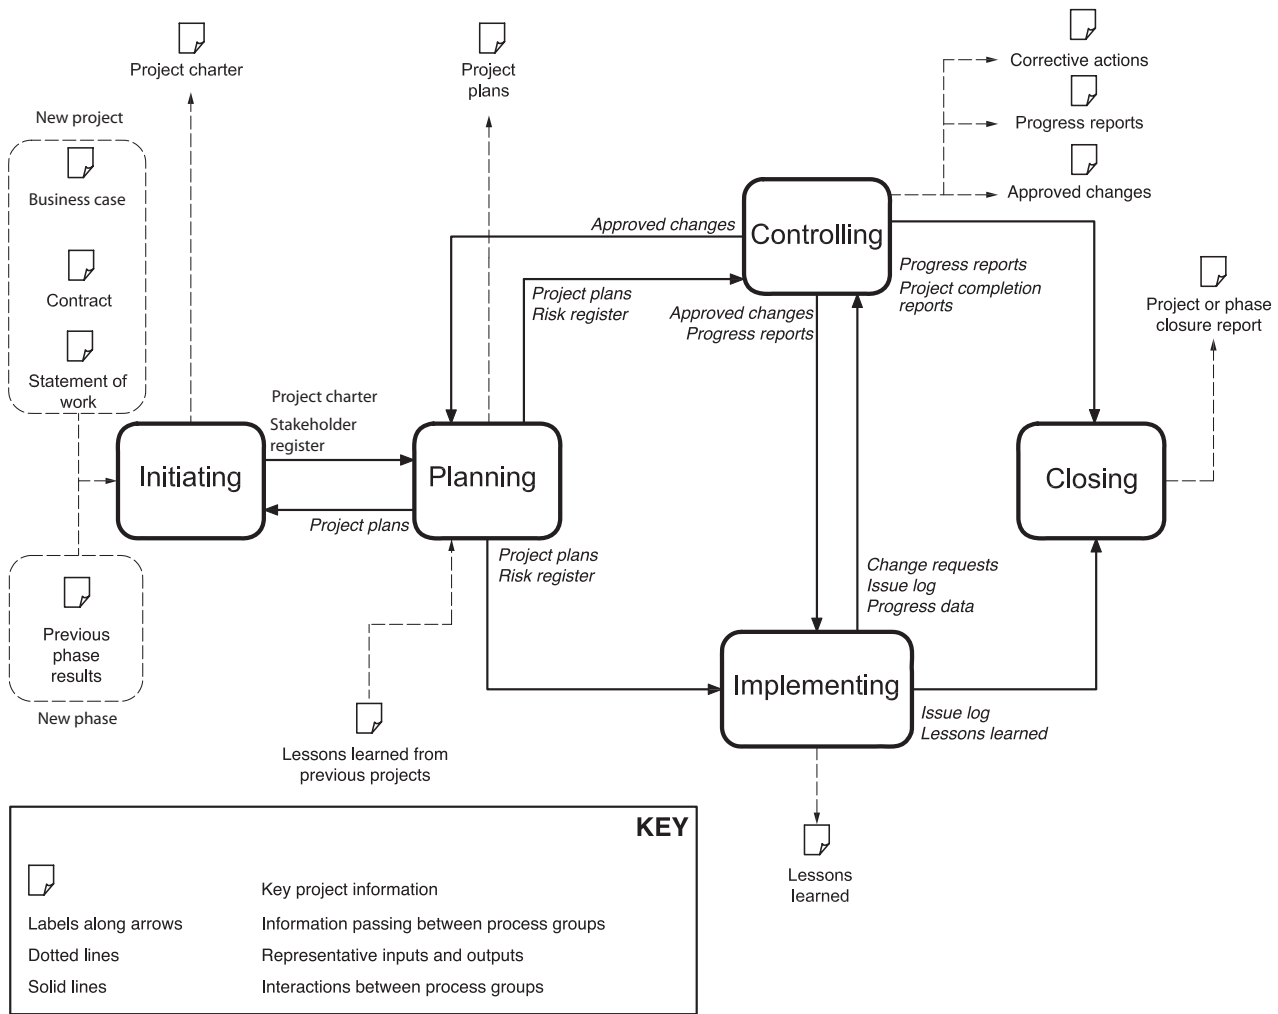 Project charter
Project
plans
Corrective actions
Progress reports
Approved changes
New project
Business case
Contract
Statement of
work
Controlling
Approved changes
Project plans
Risk register
Approved changes
Progress reports
Progress reports
Project completion
reports
Project or phase
closure report
Project charter
Stakeholder
register
Initiating
Planning
Closing
Project plans
Project plans
Risk register
Change requests
Issue log
Progress data
Previous
phase
results
New phase
Implementing
Issue log
Lessons learned
Lessons learned from
previous projects
Lessons
learned
KEY
Key project information
Labels along arrows
Information passing between process groups
Dotted lines
Representative inputs and outputs
Solid lines
Interactions between process groups